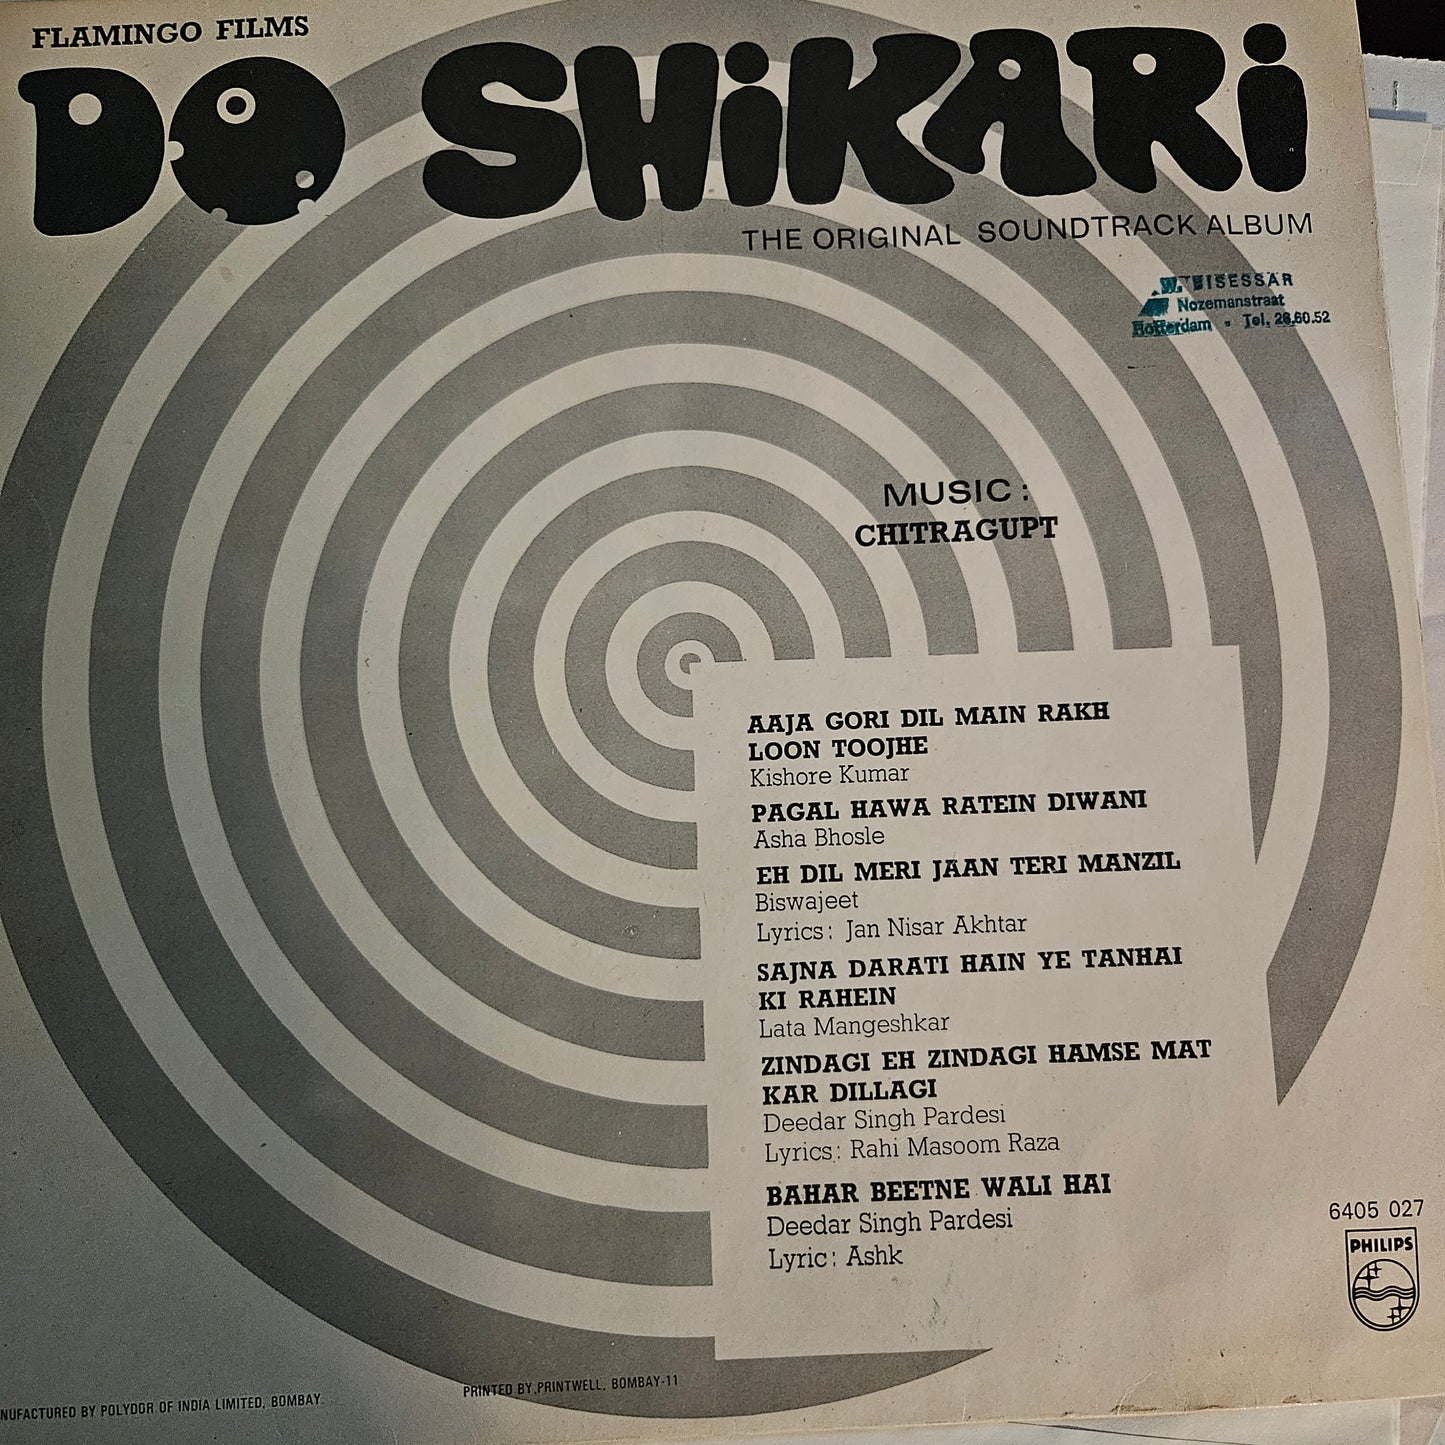 FLAMINGO FILMS
DO SHiKARi
THE ORIGINAL SOUNDTRACK ALBUM
Nozemanstraat
Rotterdam - Tel. 26.60.52
MUSIC :
CHITRAGUPT
AAJA GORI DIL MAIN RAKH
LOON TOOJHE
Kishore Kumar
PAGAL HAWA RATEIN DIWANI
Asha Bhosle
EH DIL MERI JAAN TERI MANZIL
Biswajeet
Lyrics: Jan Nisar Akhtar
SAJNA DARATI HAIN YE TANHAI
KI RAHEIN
Lata Mangeshkar
ZINDAGI EH ZINDAGI HAMSE MAT
KAR DILLAGI
Deedar Singh Pardesi
Lyrics: Rahi Masoom Raza
BAHAR BEETNE WALI HAI
Deedar Singh Pardesi
Lyric: Ashk
6405 027
PHILIPS
NUFACTURED BY POLYDOR OF INDIA LIMITED, BOMBAY.
PRINTED BY PRINTWELL, BOMBAY-11